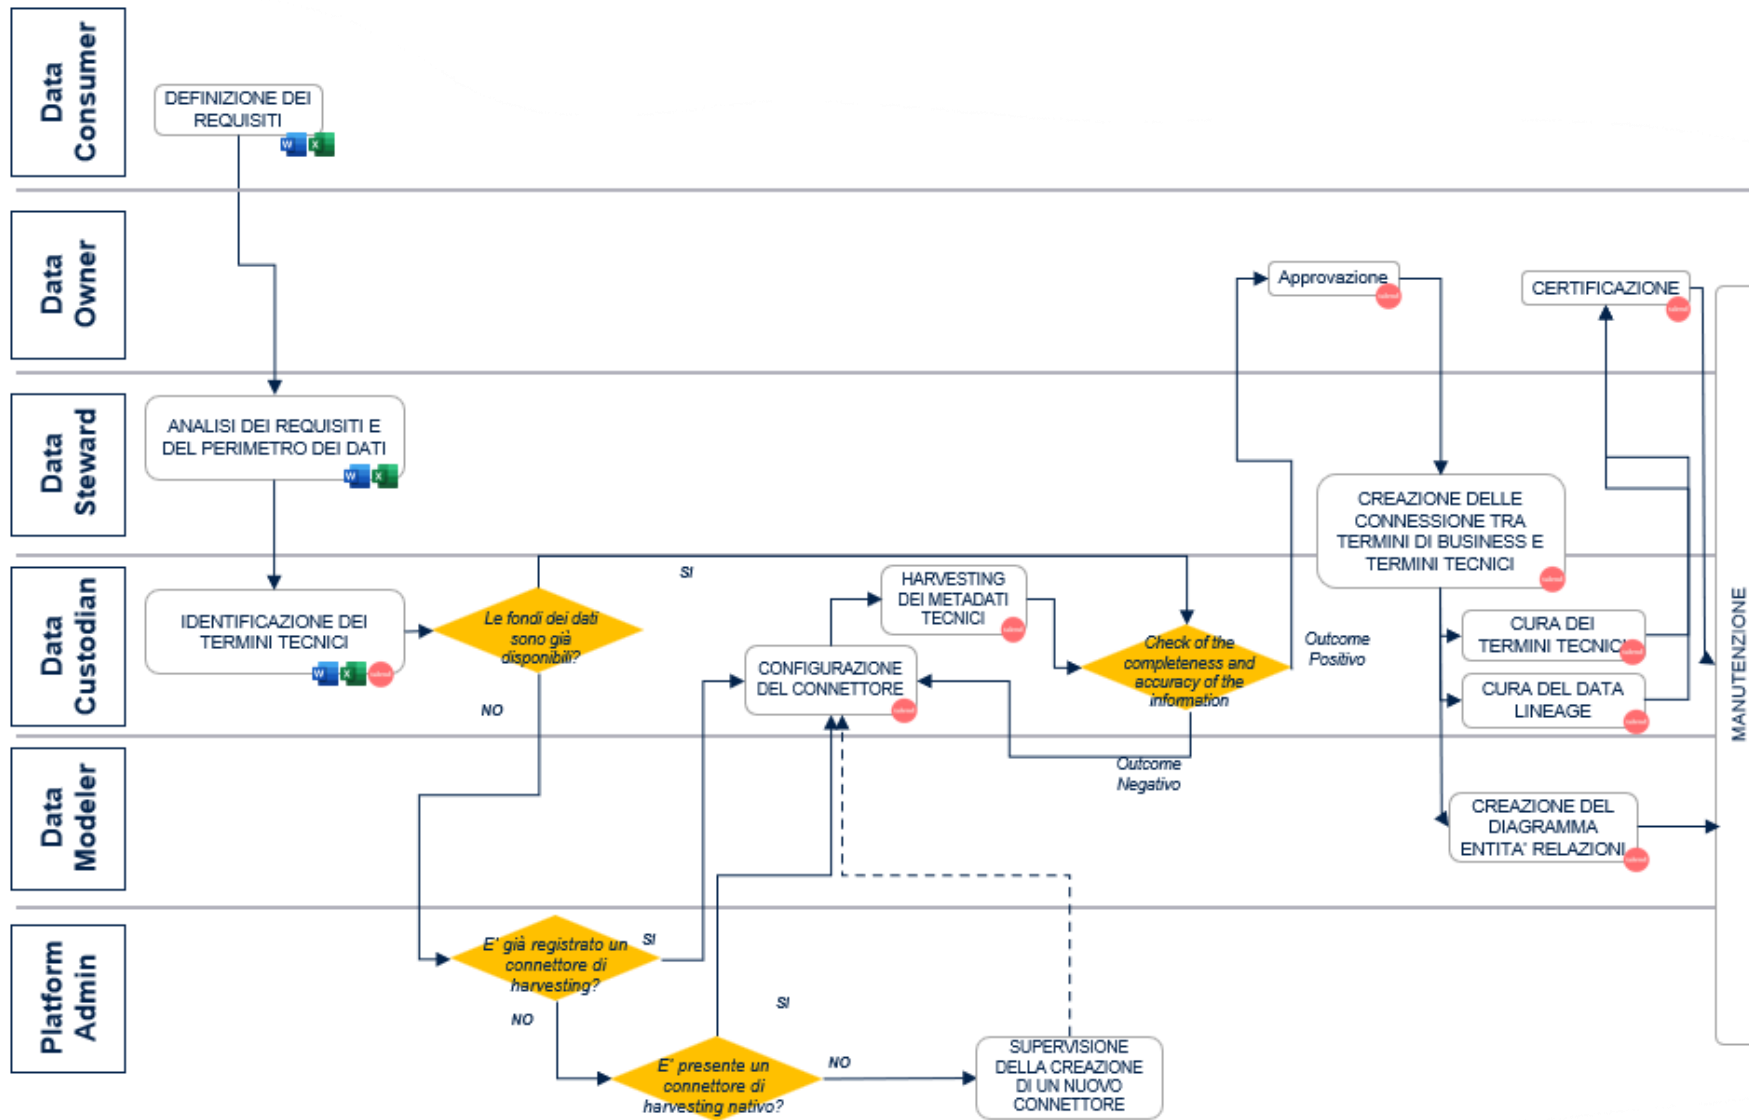 Data
Consumer
DEFINIZIONE DEI
REQUISITI
W
X
Data
Owner
Approvazione
CERTIFICAZIONE
Data
Steward
ANALISI DEI REQUISITI E
DEL PERIMETRO DEI DATI
W
X
CREAZIONE DELLE
CONNESSIONE TRA
TERMINI DI BUSINESS E
TERMINI TECNICI
Data
Custodian
IDENTIFICAZIONE DEI
TERMINI TECNICI
W
X
Le fondi dei dati
sono già
disponibili?
SI
NO
HARVESTING
DEI METADATI
TECNICI
CONFIGURAZIONE
DEL CONNETTORE
Check of the
completeness and
accuracy of the
information
Outcome
Positivo
Outcome
Negativo
CURA DEI
TERMINI TECNICI
CURA DEL DATA
LINEAGE
MANUTENZIONE
Data
Modeler
CREAZIONE DEL
DIAGRAMMA
ENTITA' RELAZIONI
Platform
Admin
E' già registrato un
connettore di
harvesting?
SI
NO
E' presente un
connettore di
harvesting nativo?
SI
NO
SUPERVISIONE
DELLA CREAZIONE
DI UN NUOVO
CONNETTORE